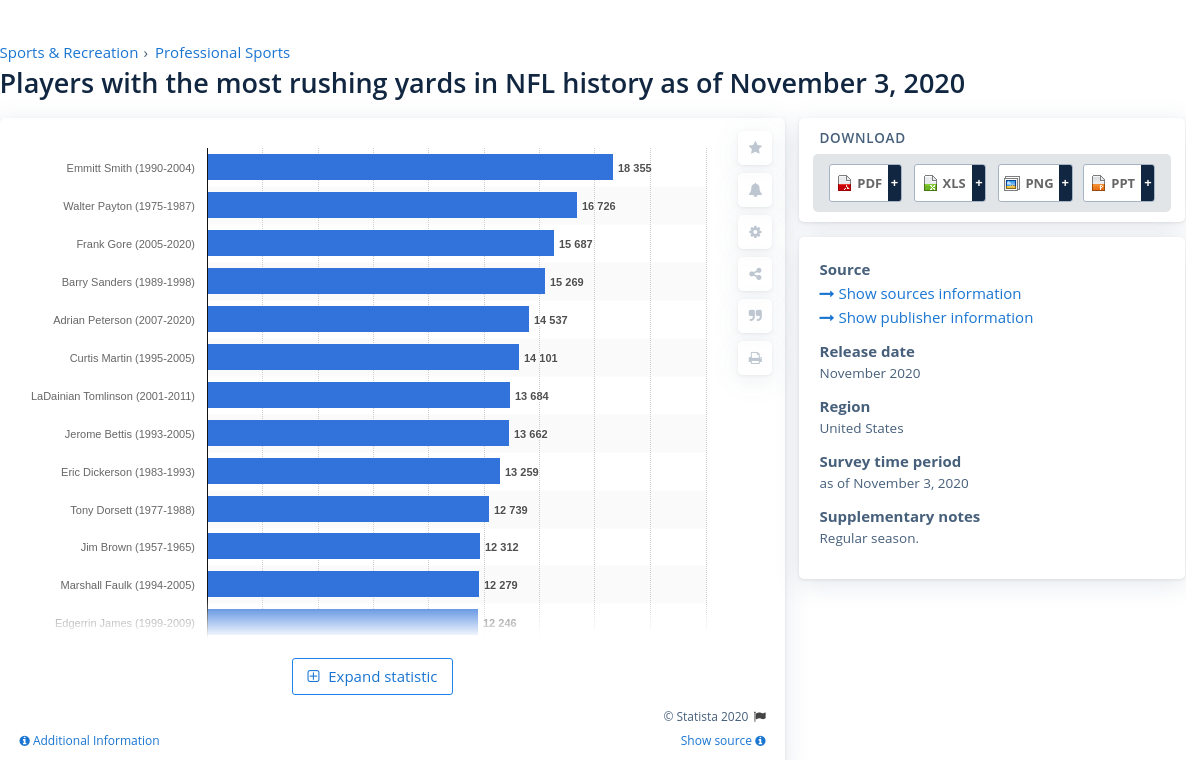 Sports & Recreation › Professional Sports
Players with the most rushing yards in NFL history as of November 3, 2020
Emmitt Smith (1990-2004) 18 355
Walter Payton (1975-1987) 16 726
Frank Gore (2005-2020) 15 687
Barry Sanders (1989-1998) 15 269
Adrian Peterson (2007-2020) 14 537
Curtis Martin (1995-2005) 14 101
LaDainian Tomlinson (2001-2011) 13 684
Jerome Bettis (1993-2005) 13 662
Eric Dickerson (1983-1993) 13 259
Tony Dorsett (1977-1988) 12 739
Jim Brown (1957-1965) 12 312
Marshall Faulk (1994-2005) 12 279
Edgerrin James (1999-2009) 12 246
Expand statistic
© Statista 2020
Additional Information
Show source
DOWNLOAD
PDF + XLS + PNG + PPT +
Source
Show sources information
Show publisher information
Release date
November 2020
Region
United States
Survey time period
as of November 3, 2020
Supplementary notes
Regular season.